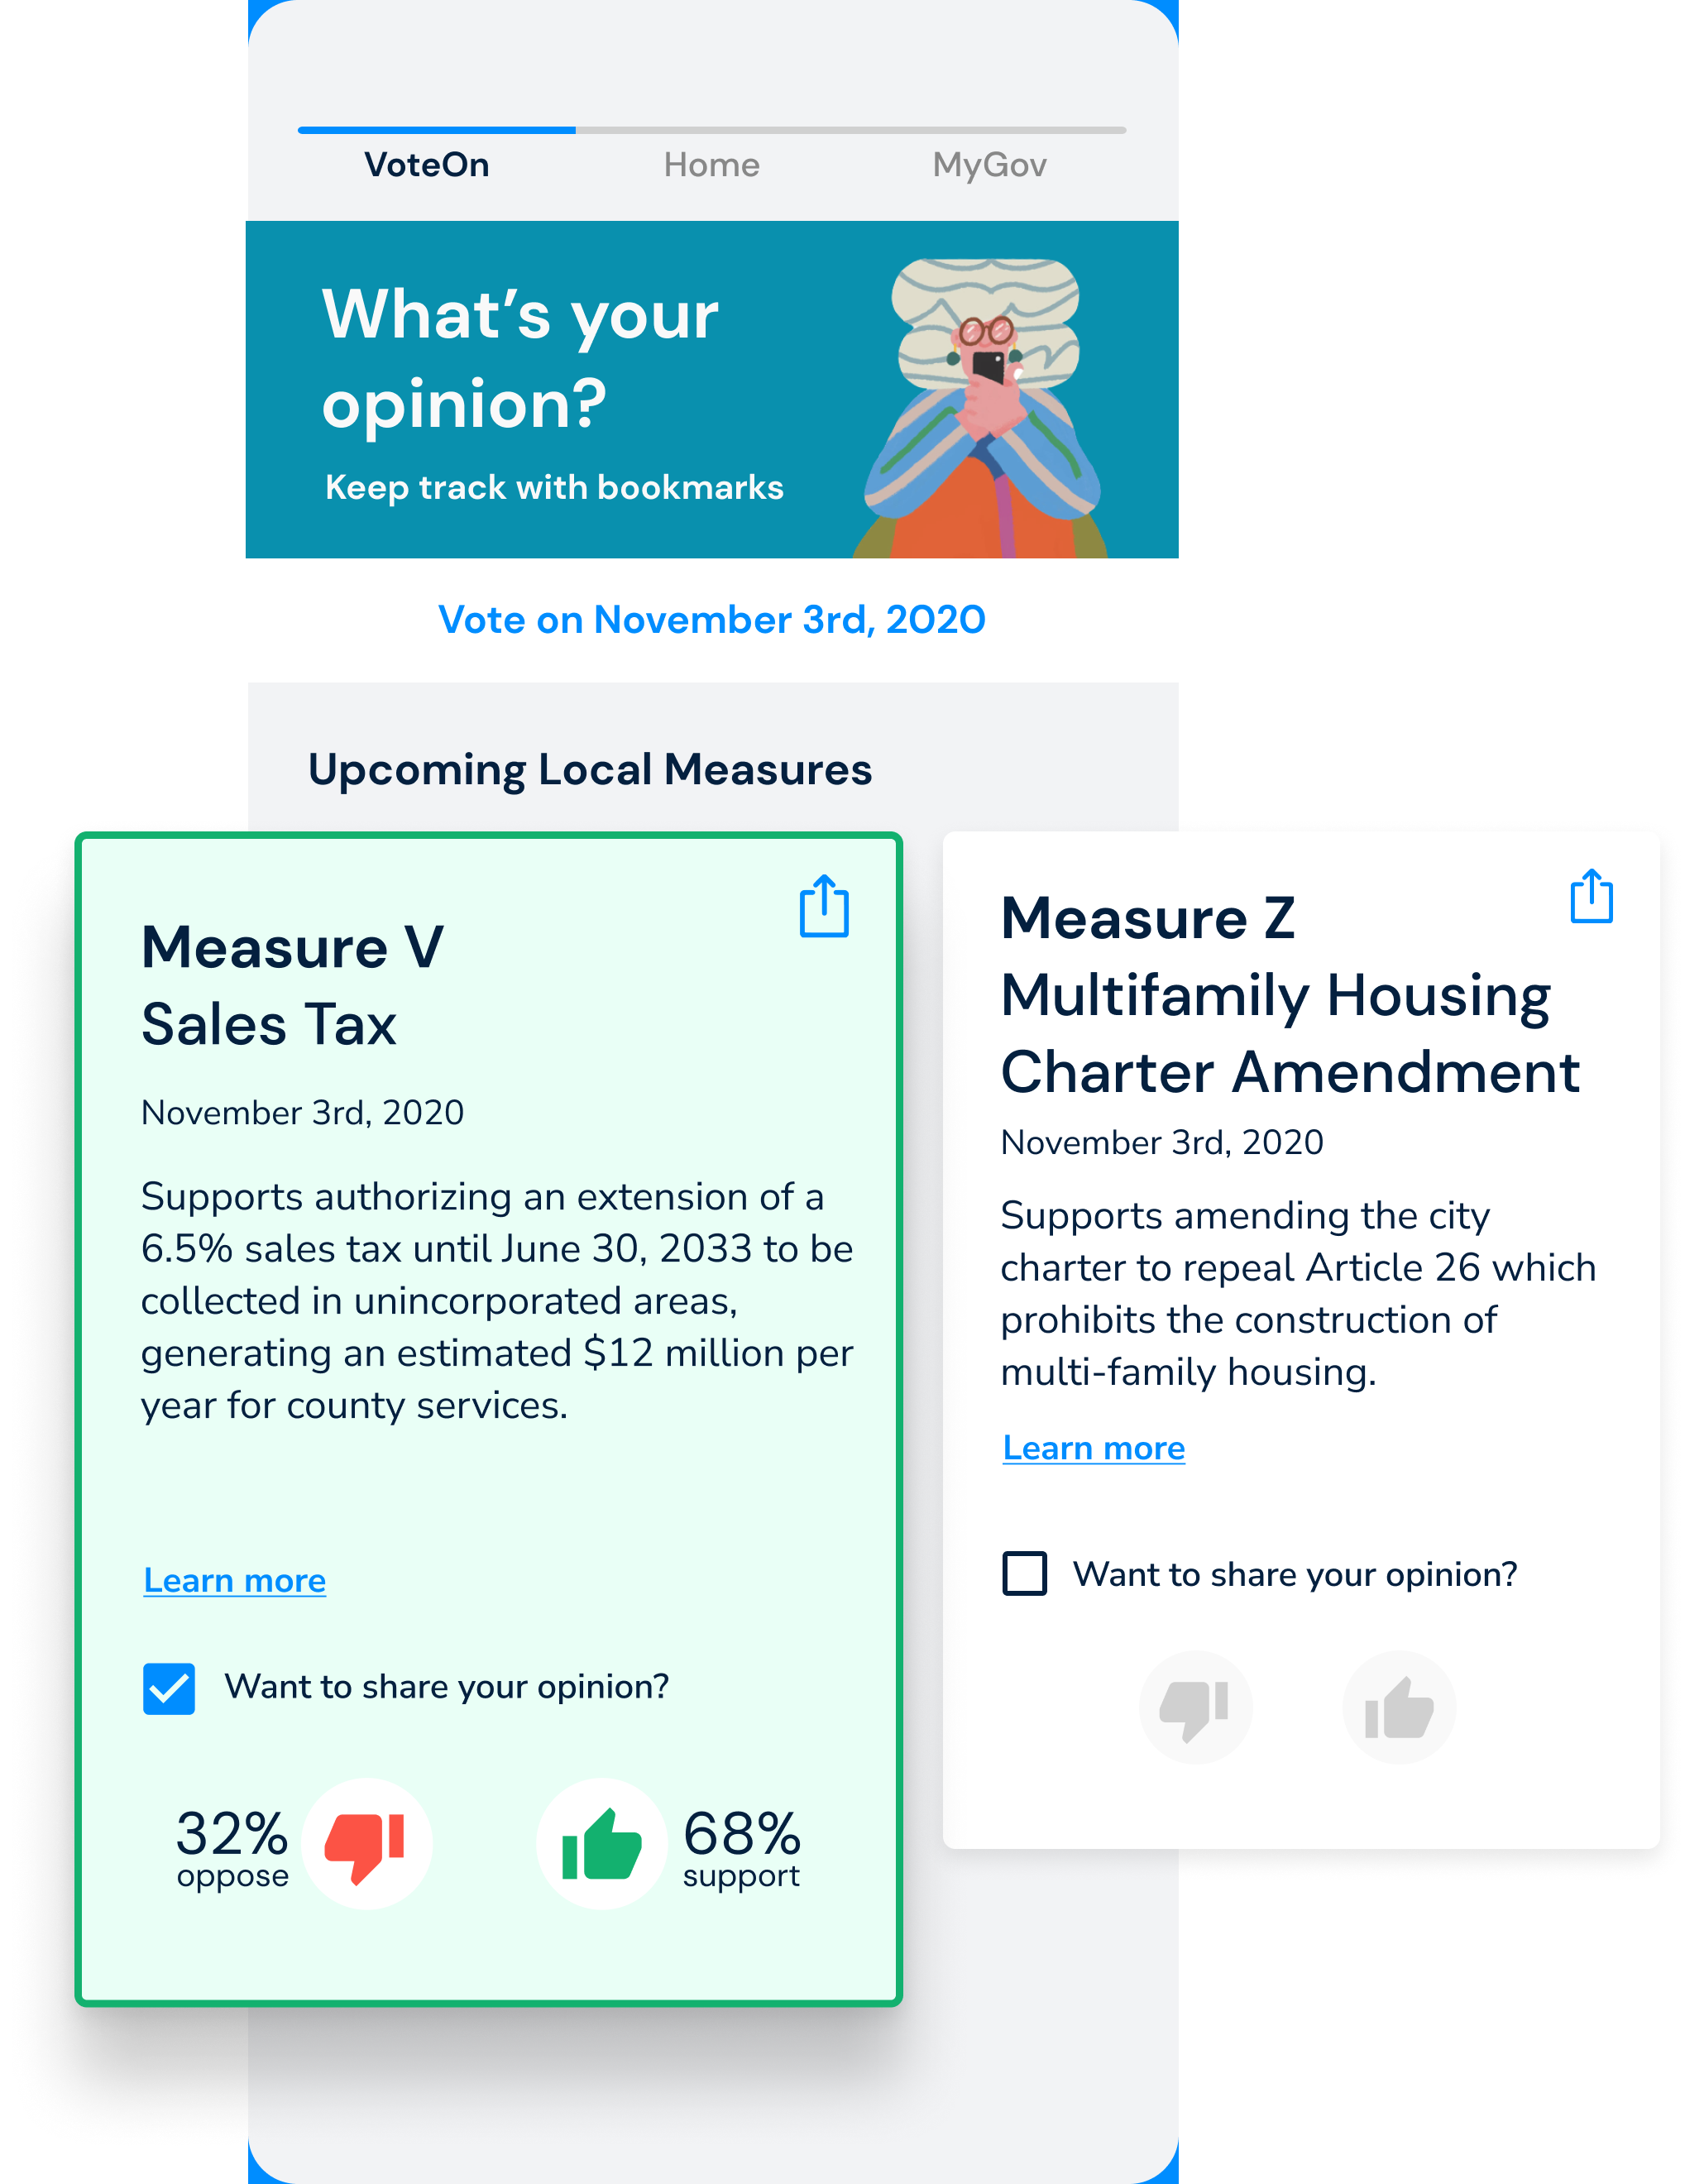 VoteOn
Home
MyGov
What’s your
opinion?
Keep track with bookmarks
Vote on November 3rd, 2020
Upcoming Local Measures
Measure V
Sales Tax
November 3rd, 2020
Supports authorizing an extension of a
6.5% sales tax until June 30, 2033 to be
collected in unincorporated areas,
generating an estimated $12 million per
year for county services.
Learn more
Want to share your opinion?
32%
oppose
68%
support
Measure Z
Multifamily Housing
Charter Amendment
November 3rd, 2020
Supports amending the city
charter to repeal Article 26 which
prohibits the construction of
multi-family housing.
Learn more
Want to share your opinion?